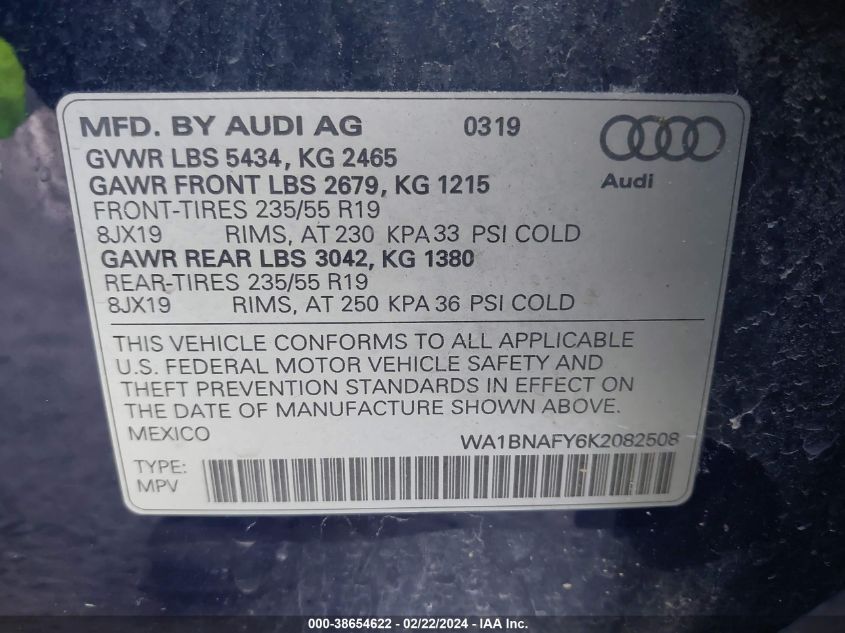 MFD. BY AUDI AG 0319
GVWR LBS 5434, KG 2465
GAWR FRONT LBS 2679, KG 1215
Audi
FRONT-TIRES 235/55 R19
8JX19 RIMS, AT 230 KPA 33 PSI COLD
GAWR REAR LBS 3042, KG 1380
REAR-TIRES 235/55 R19
8JX19 RIMS, AT 250 KPA 36 PSI COLD
THIS VEHICLE CONFORMS TO ALL APPLICABLE
U.S. FEDERAL MOTOR VEHICLE SAFETY AND
THEFT PREVENTION STANDARDS IN EFFECT ON
THE DATE OF MANUFACTURE SHOWN ABOVE.
MEXICO WA1BNAFY6K2082508
TYPE:
MPV
000-38654622 - 02/22/2024 - IAAI.com, Inc.